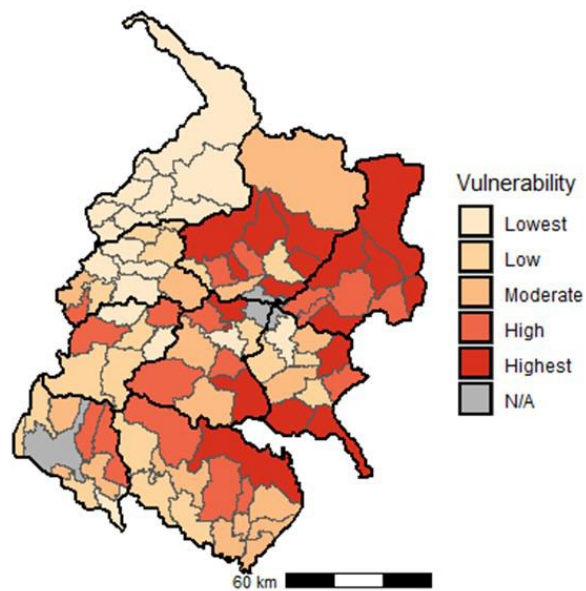 Vulnerability
Lowest
Low
Moderate
High
Highest
N/A
60 km